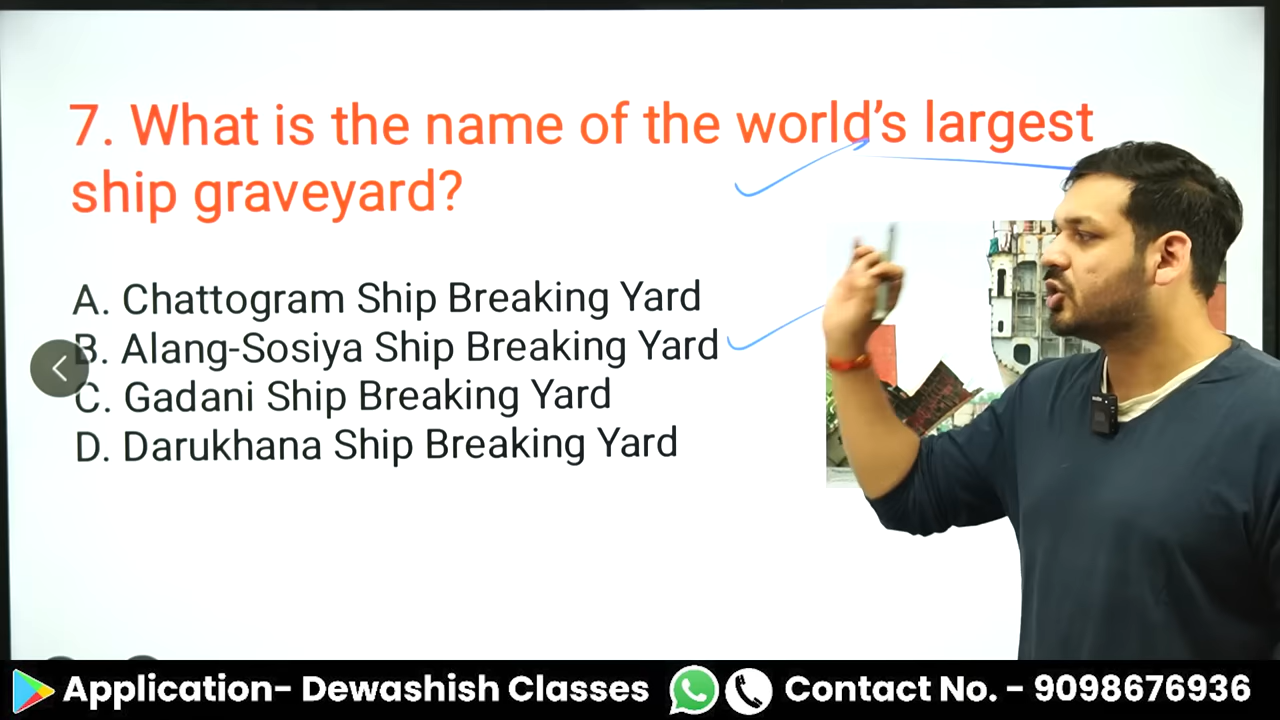 7. What is the name of the world’s largest
ship graveyard?
A. Chattogram Ship Breaking Yard
B. Alang-Sosiya Ship Breaking Yard
C. Gadani Ship Breaking Yard
D. Darukhana Ship Breaking Yard
Application- Dewashish Classes Contact No. - 9098676936